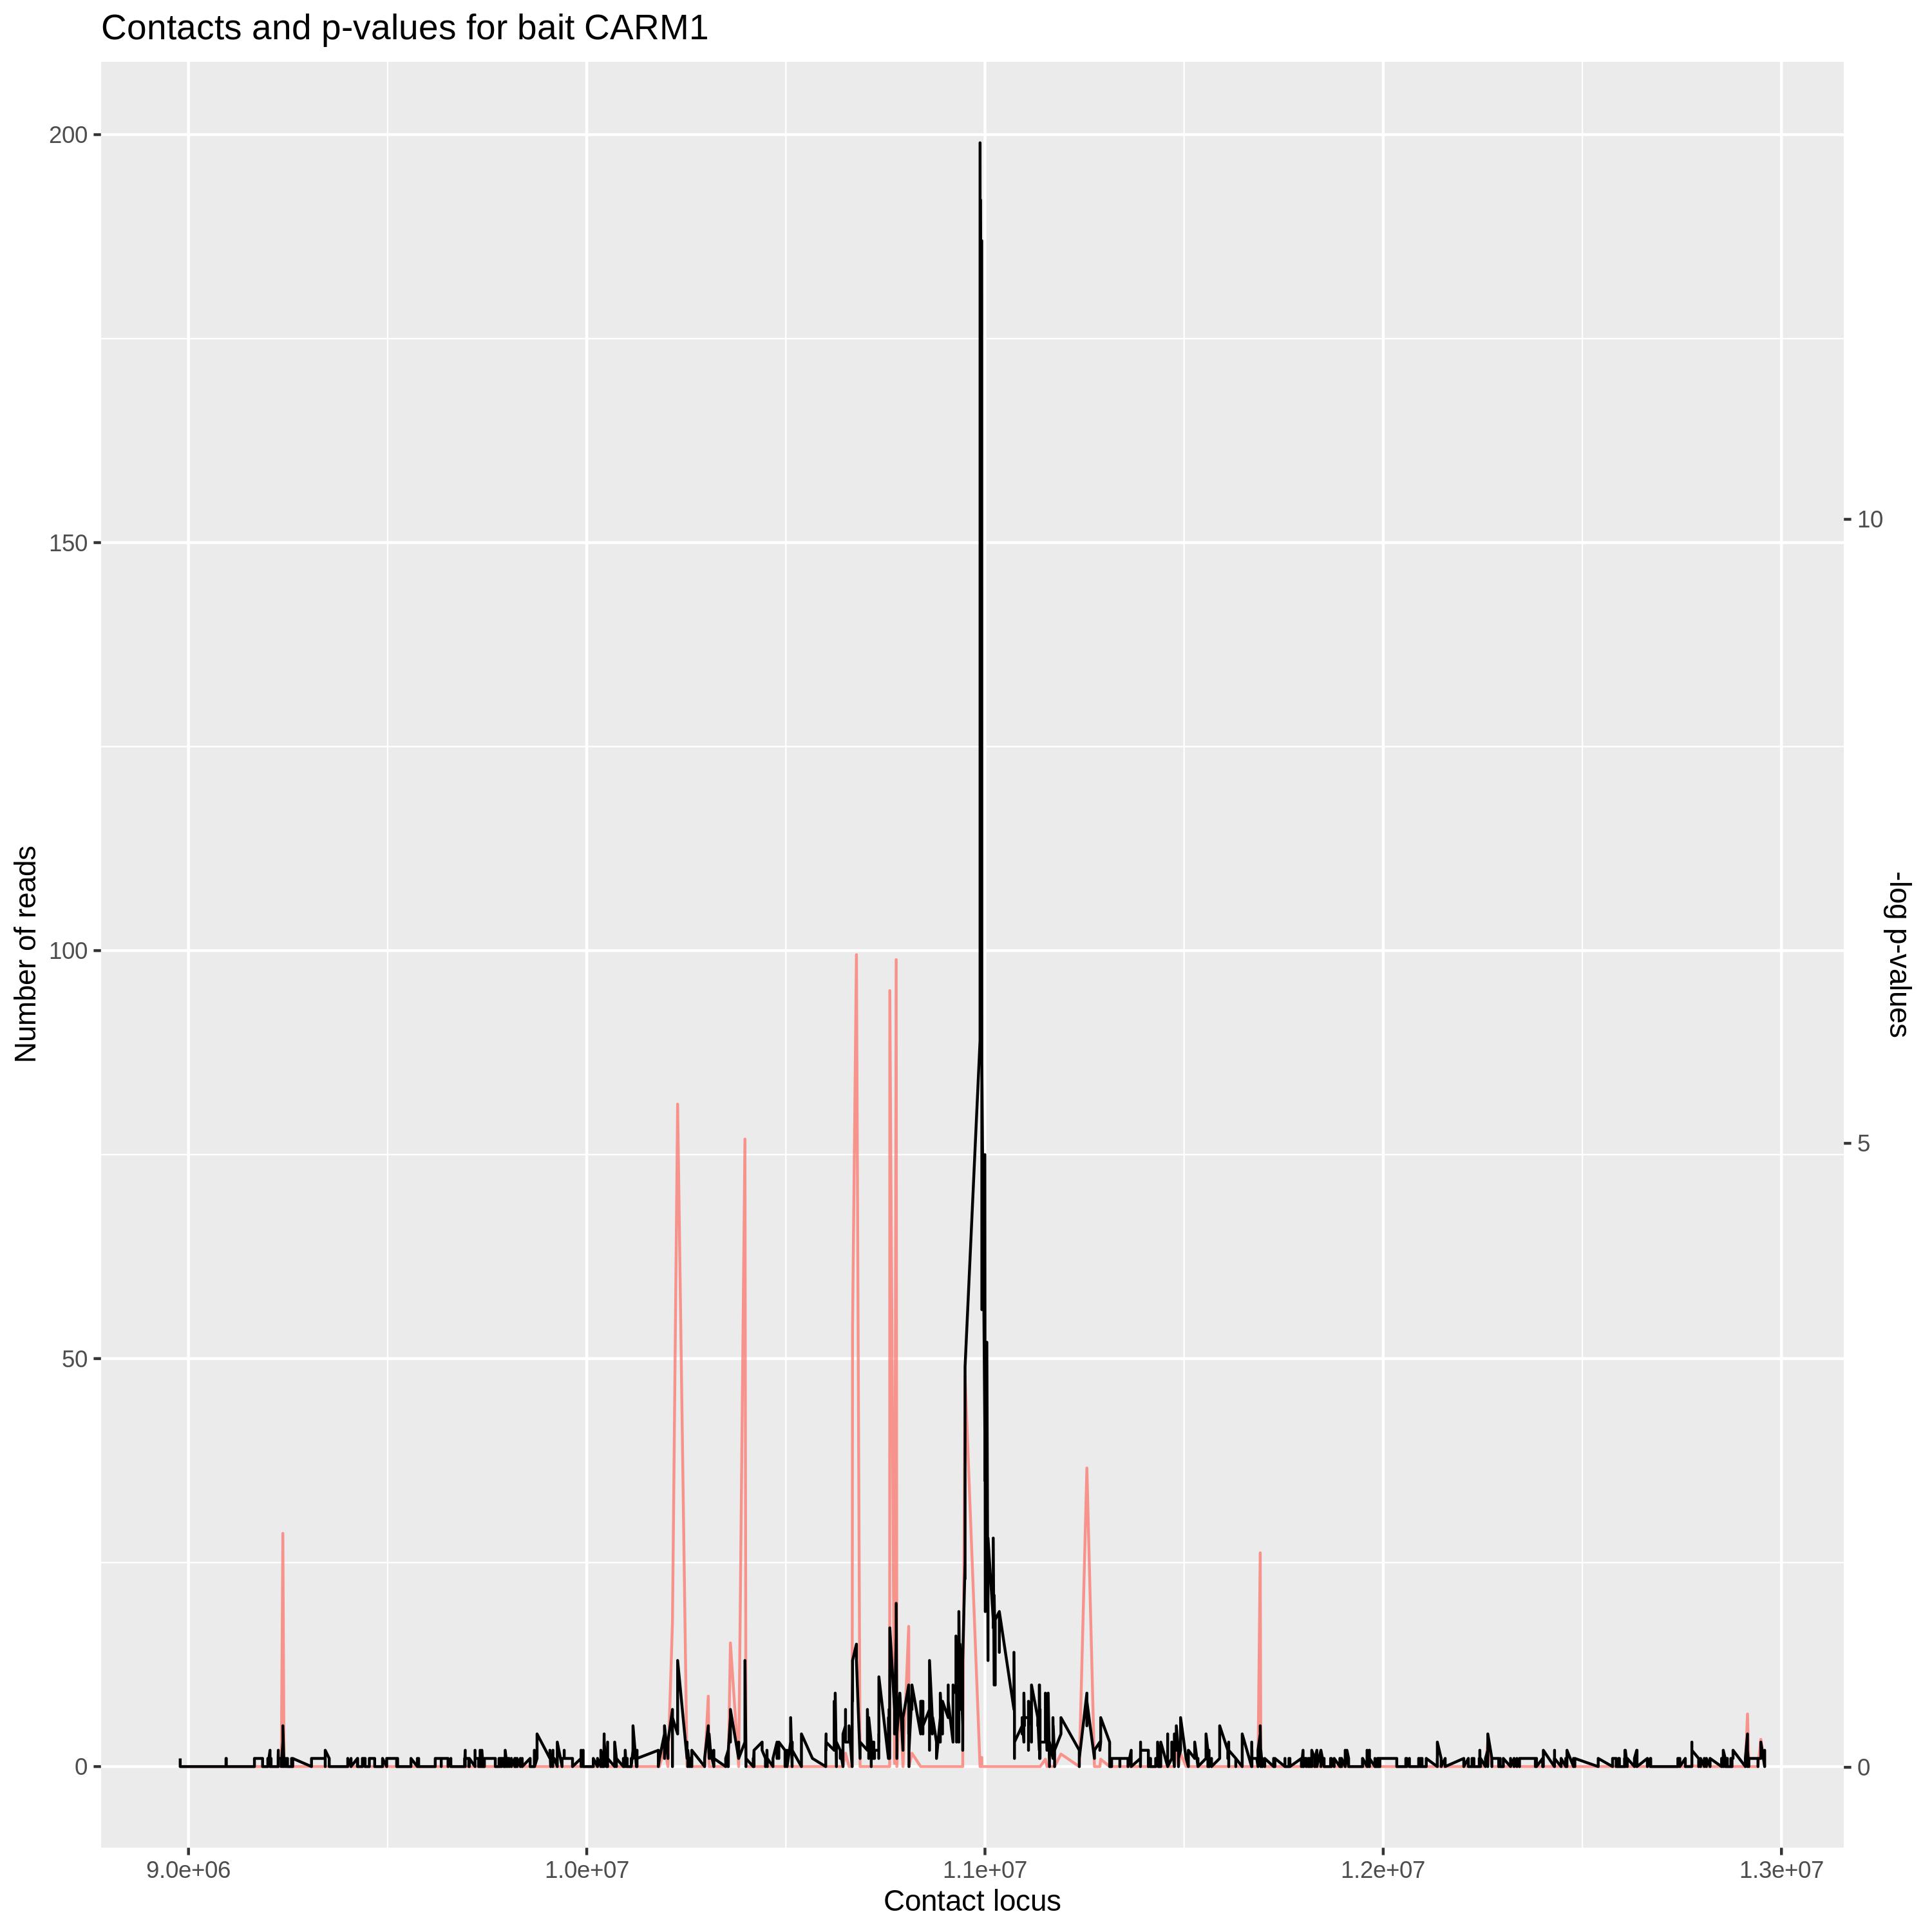 Contacts and p-values for bait CARM1
200
150
100
50
0
Number of reads
10
5
0
-log p-values
9.0e+06 1.0e+07 1.1e+07 1.2e+07 1.3e+07
Contact locus